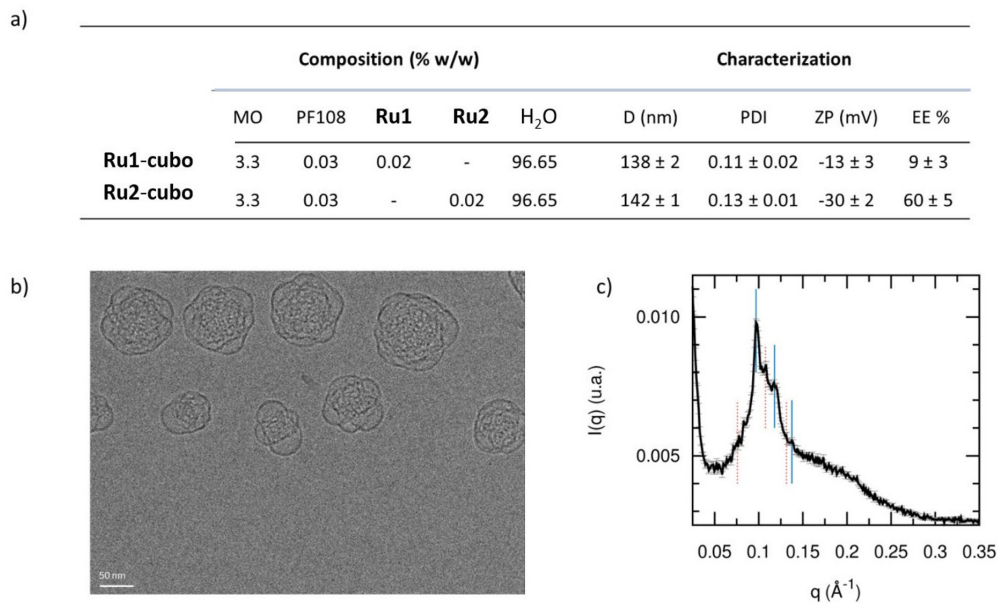 a)
Composition (% w/w) Characterization
MO PF108 Ru1 Ru2 H₂O D (nm) PDI ZP (mV) EE %
Ru1-cubo 3.3 0.03 0.02 - 96.65 138 ± 2 0.11 ± 0.02 -13 ± 3 9 ± 3
Ru2-cubo 3.3 0.03 - 0.02 96.65 142 ± 1 0.13 ± 0.01 -30 ± 2 60 ± 5
b)
50 nm
c)
I(q) (u.a.)
0.010
0.005
0.05 0.1 0.15 0.2 0.25 0.3 0.35
q (Å⁻¹)